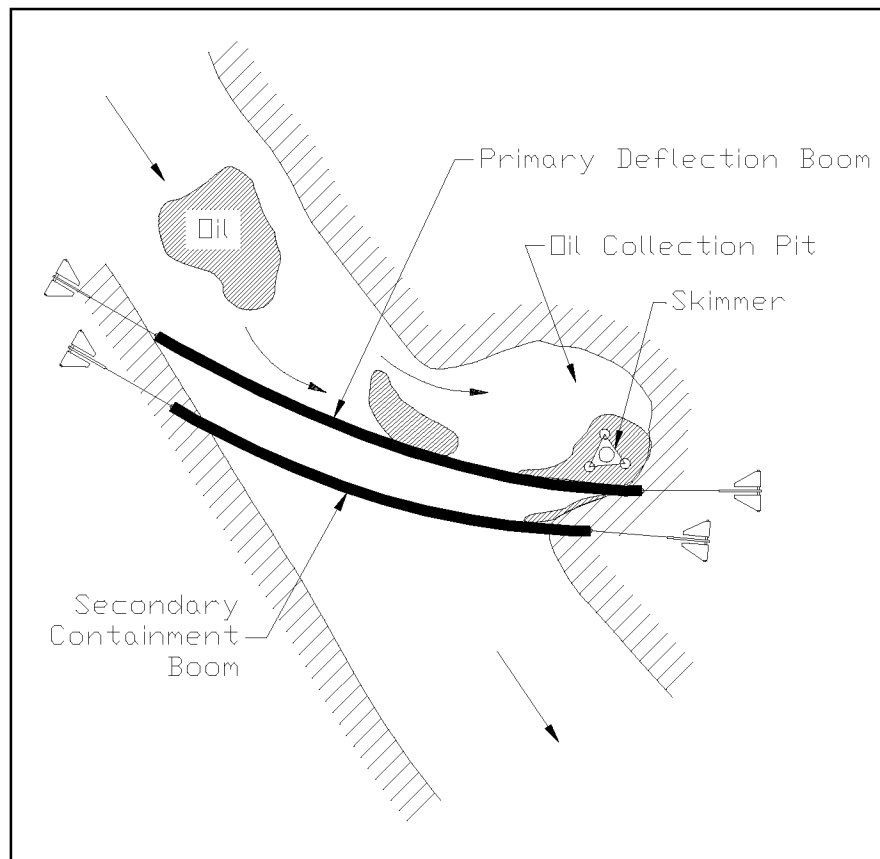 Primary Deflection Boom
Oil
Oil Collection Pit
Skimmer
Secondary
Containment
Boom